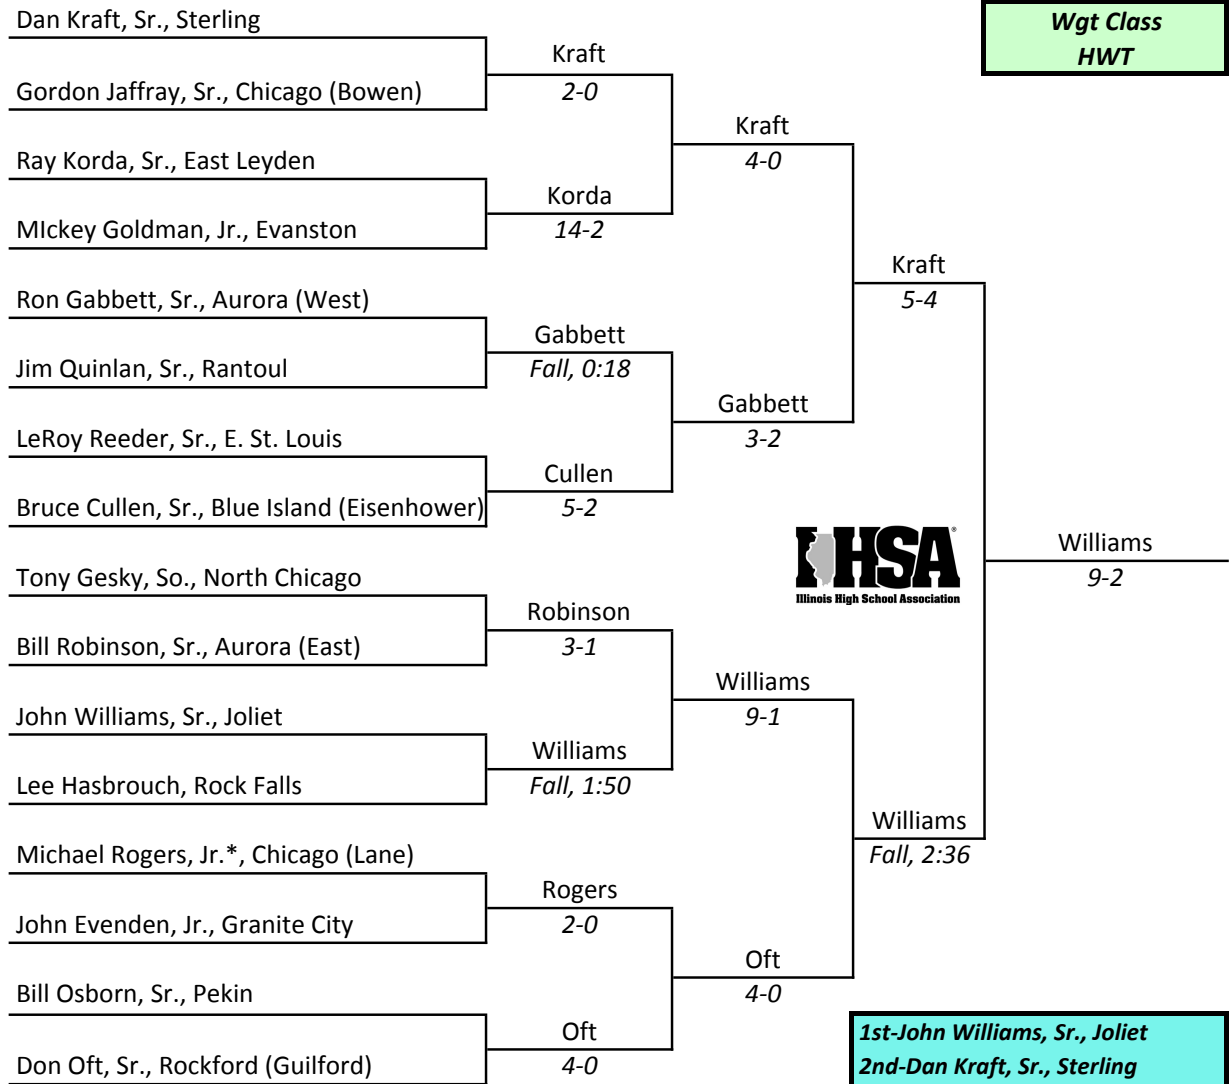 Dan Kraft, Sr., Sterling
Wgt Class
HWT
Kraft
2-0
Gordon Jaffray, Sr., Chicago (Bowen)
Kraft
4-0
Ray Korda, Sr., East Leyden
Korda
14-2
MIckey Goldman, Jr., Evanston
Kraft
5-4
Ron Gabbett, Sr., Aurora (West)
Gabbett
Fall, 0:18
Jim Quinlan, Sr., Rantoul
Gabbett
3-2
LeRoy Reeder, Sr., E. St. Louis
Cullen
5-2
Bruce Cullen, Sr., Blue Island (Eisenhower)
IHSA®
Illinois High School Association
Williams
9-2
Tony Gesky, So., North Chicago
Robinson
3-1
Bill Robinson, Sr., Aurora (East)
Williams
9-1
John Williams, Sr., Joliet
Williams
Fall, 1:50
Lee Hasbrouch, Rock Falls
Williams
Fall, 2:36
Michael Rogers, Jr.*, Chicago (Lane)
Rogers
2-0
John Evenden, Jr., Granite City
Oft
4-0
Bill Osborn, Sr., Pekin
Oft
4-0
Don Oft, Sr., Rockford (Guilford)
1st-John Williams, Sr., Joliet
2nd-Dan Kraft, Sr., Sterling